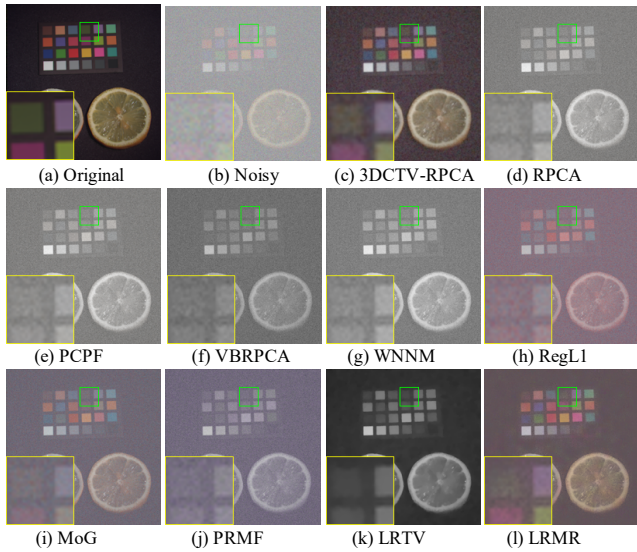 (a) Original (b) Noisy (c) 3DCTV-RPCA (d) RPCA
(e) PCPF (f) VBRPCA (g) WNNM (h) RegL1
(i) MoG (j) PRMF (k) LRTV (l) LRMR